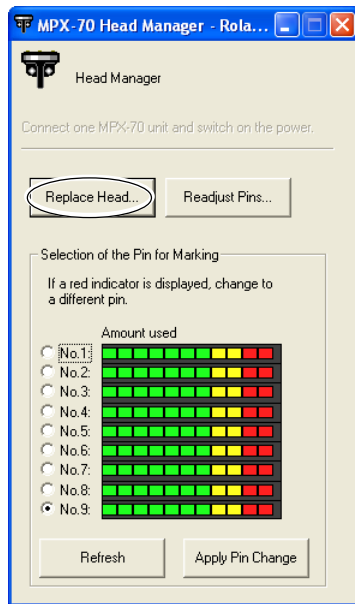 MPX-70 Head Manager - Rola...
Head Manager
Connect one MPX-70 unit and switch on the power.
Replace Head... Readjust Pins...
Selection of the Pin for Marking
If a red indicator is displayed, change to
a different pin.
Amount used
No.1:
No.2:
No.3:
No.4:
No.5:
No.6:
No.7:
No.8:
No.9:
Refresh Apply Pin Change